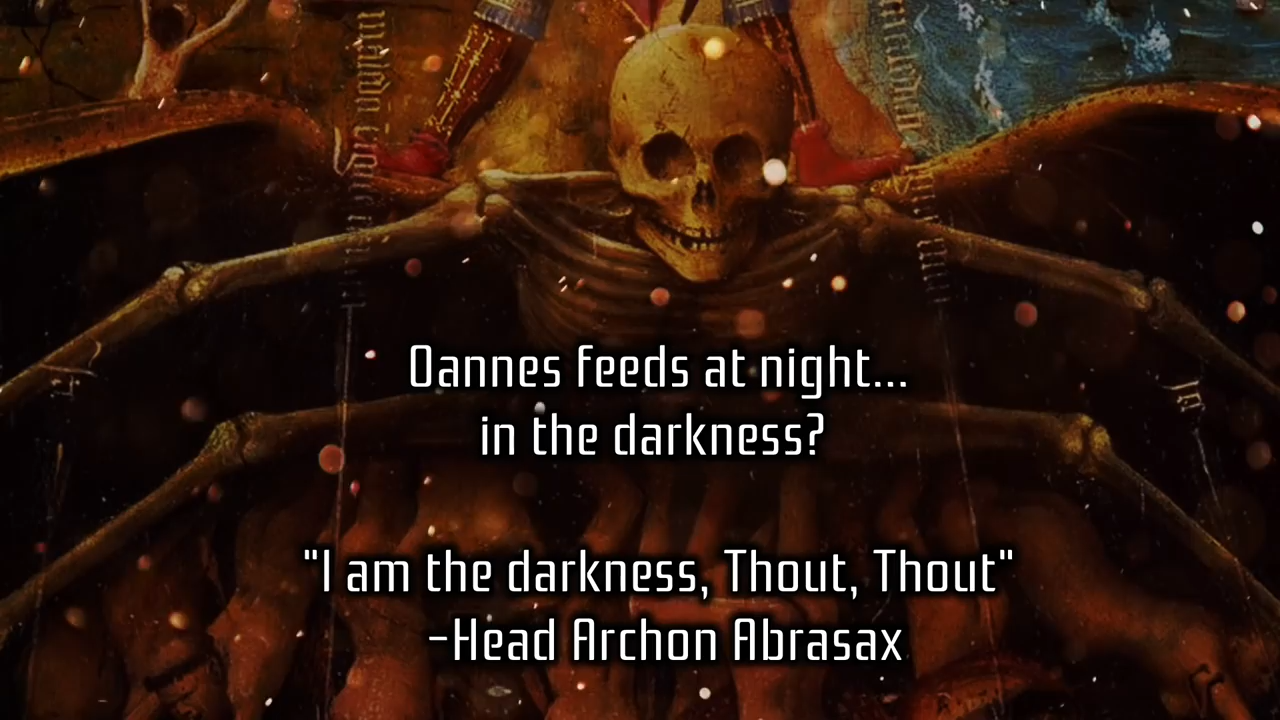 Oannes feeds at night...
in the darkness?
"I am the darkness, Thout, Thout"
-Head Archon Abrasax